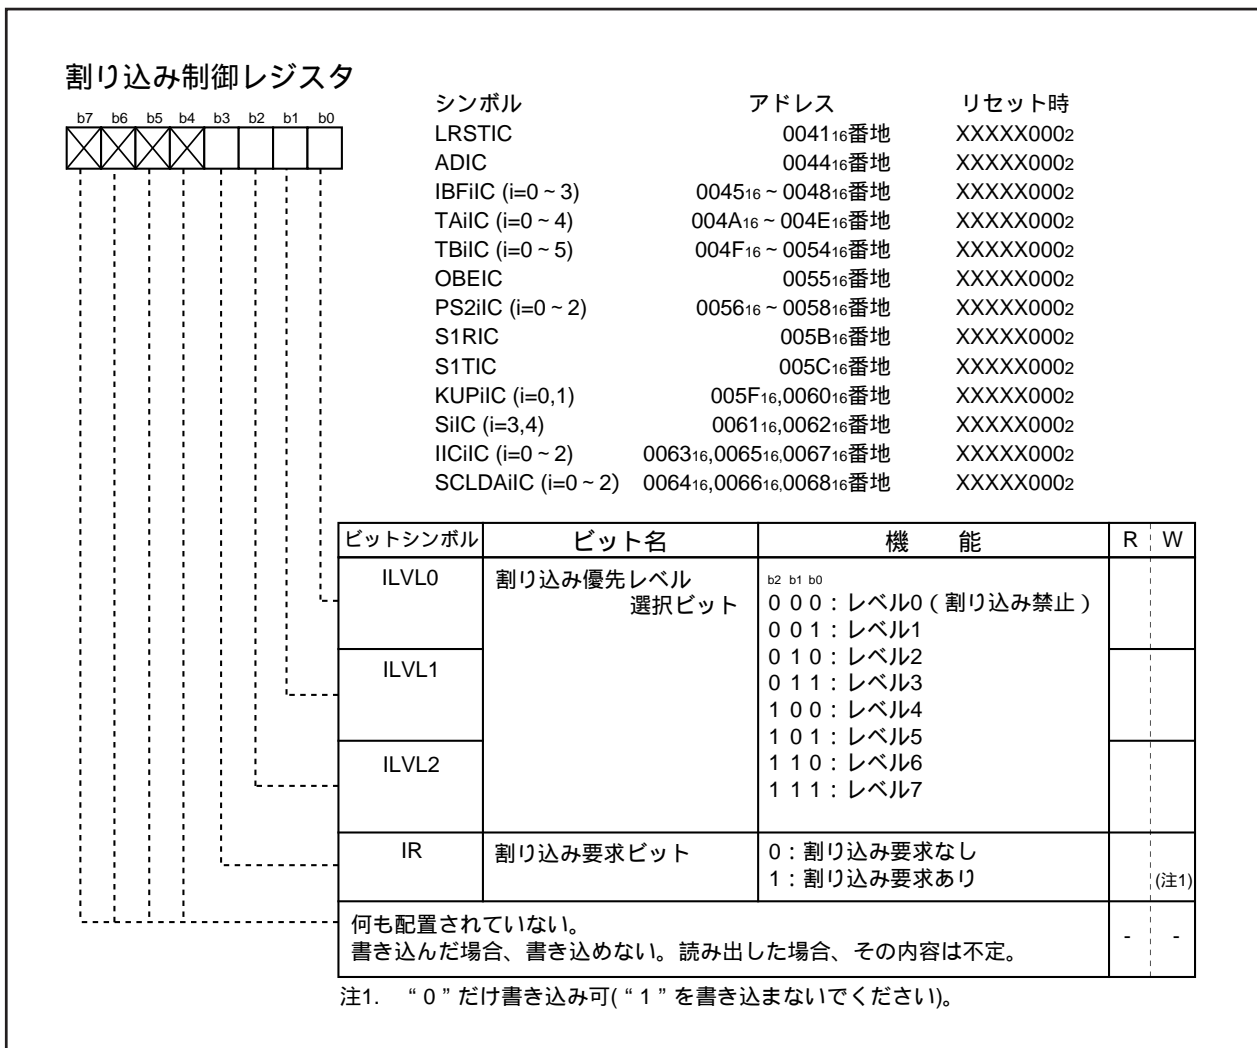 割り込み制御レジスタ
b7 b6 b5 b4 b3 b2 b1 b0
シンボル アドレス リセット時
LRSTIC 0041₁₆番地 XXXXX000₂
ADIC 0044₁₆番地 XXXXX000₂
IBFiIC (i=0 ~ 3) 0045₁₆ ~ 0048₁₆番地 XXXXX000₂
TAiIC (i=0 ~ 4) 004A₁₆ ~ 004E₁₆番地 XXXXX000₂
TBiIC (i=0 ~ 5) 004F₁₆ ~ 0054₁₆番地 XXXXX000₂
OBEIC 0055₁₆番地 XXXXX000₂
PS2iIC (i=0 ~ 2) 0056₁₆ ~ 0058₁₆番地 XXXXX000₂
S1RIC 005B₁₆番地 XXXXX000₂
S1TIC 005C₁₆番地 XXXXX000₂
KUPiIC (i=0,1) 005F₁₆,0060₁₆番地 XXXXX000₂
SiIC (i=3,4) 0061₁₆,0062₁₆番地 XXXXX000₂
IICiIC (i=0 ~ 2) 0063₁₆,0065₁₆,0067₁₆番地 XXXXX000₂
SCLDAiIC (i=0 ~ 2) 0064₁₆,0066₁₆,0068₁₆番地 XXXXX000₂
ビットシンボル ビット名 機 能 R W
ILVL0 割り込み優先レベル
選択ビット
b2 b1 b0
0 0 0 : レベル0 ( 割り込み禁止 )
0 0 1 : レベル1
0 1 0 : レベル2
ILVL1
0 1 1 : レベル3
1 0 0 : レベル4
1 0 1 : レベル5
ILVL2
1 1 0 : レベル6
1 1 1 : レベル7
IR 割り込み要求ビット 0 : 割り込み要求なし
1 : 割り込み要求あり (注1)
何も配置されていない。
書き込んだ場合、書き込めない。読み出した場合、その内容は不定。 - -
注1. “ 0 ” だけ書き込み可( “ 1 ” を書き込まないでください)。